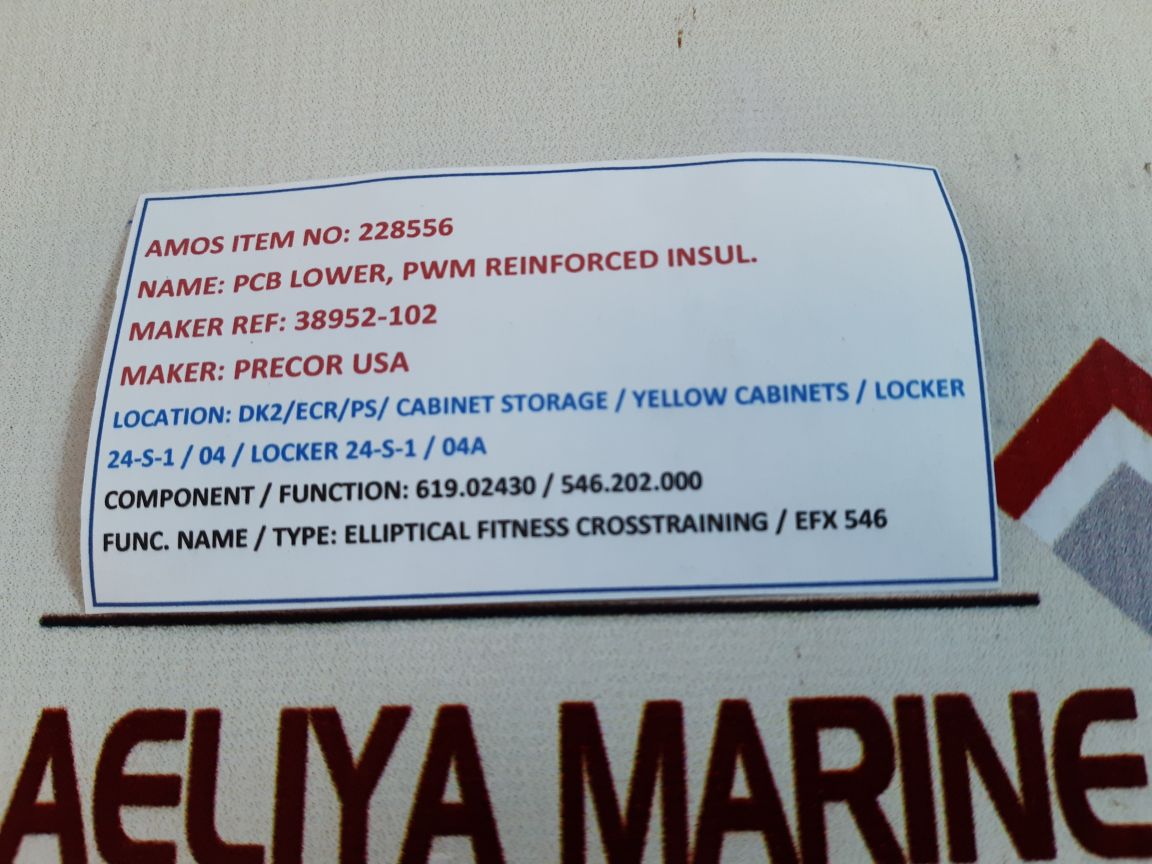 AMOS ITEM NO: 228556
NAME: PCB LOWER, PWM REINFORCED INSUL.
MAKER REF: 38952-102
MAKER: PRECOR USA
LOCATION: DK2/ECR/PS/ CABINET STORAGE / YELLOW CABINETS / LOCKER
24-S-1 / 04 / LOCKER 24-S-1 / 04A
COMPONENT / FUNCTION: 619.02430 / 546.202.000
FUNC. NAME / TYPE: ELLIPTICAL FITNESS CROSSTRAINING / EFX 546
AELIYA MARINE